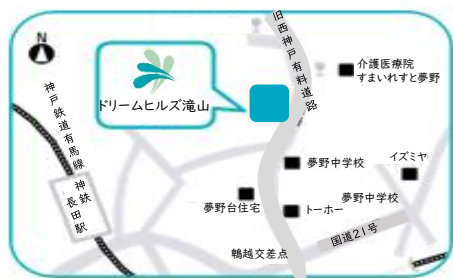 N
旧西神戸有料道路
介護医療院
すまいれすと夢野
ドリームヒルズ滝山
神戸鉄道有馬線
神鉄
長田駅
夢野中学校
イズミヤ
夢野中学校
夢野台住宅
トーホー
国道21号
鵯越交差点